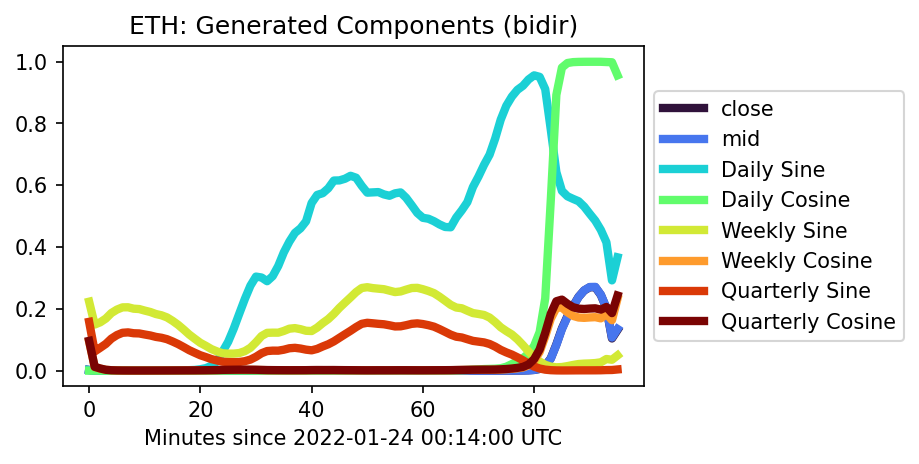 ETH: Generated Components (bidir)
1.0
0.8
0.6
0.4
0.2
0.0
0 20 40 60 80
Minutes since 2022-01-24 00:14:00 UTC
close
mid
Daily Sine
Daily Cosine
Weekly Sine
Weekly Cosine
Quarterly Sine
Quarterly Cosine